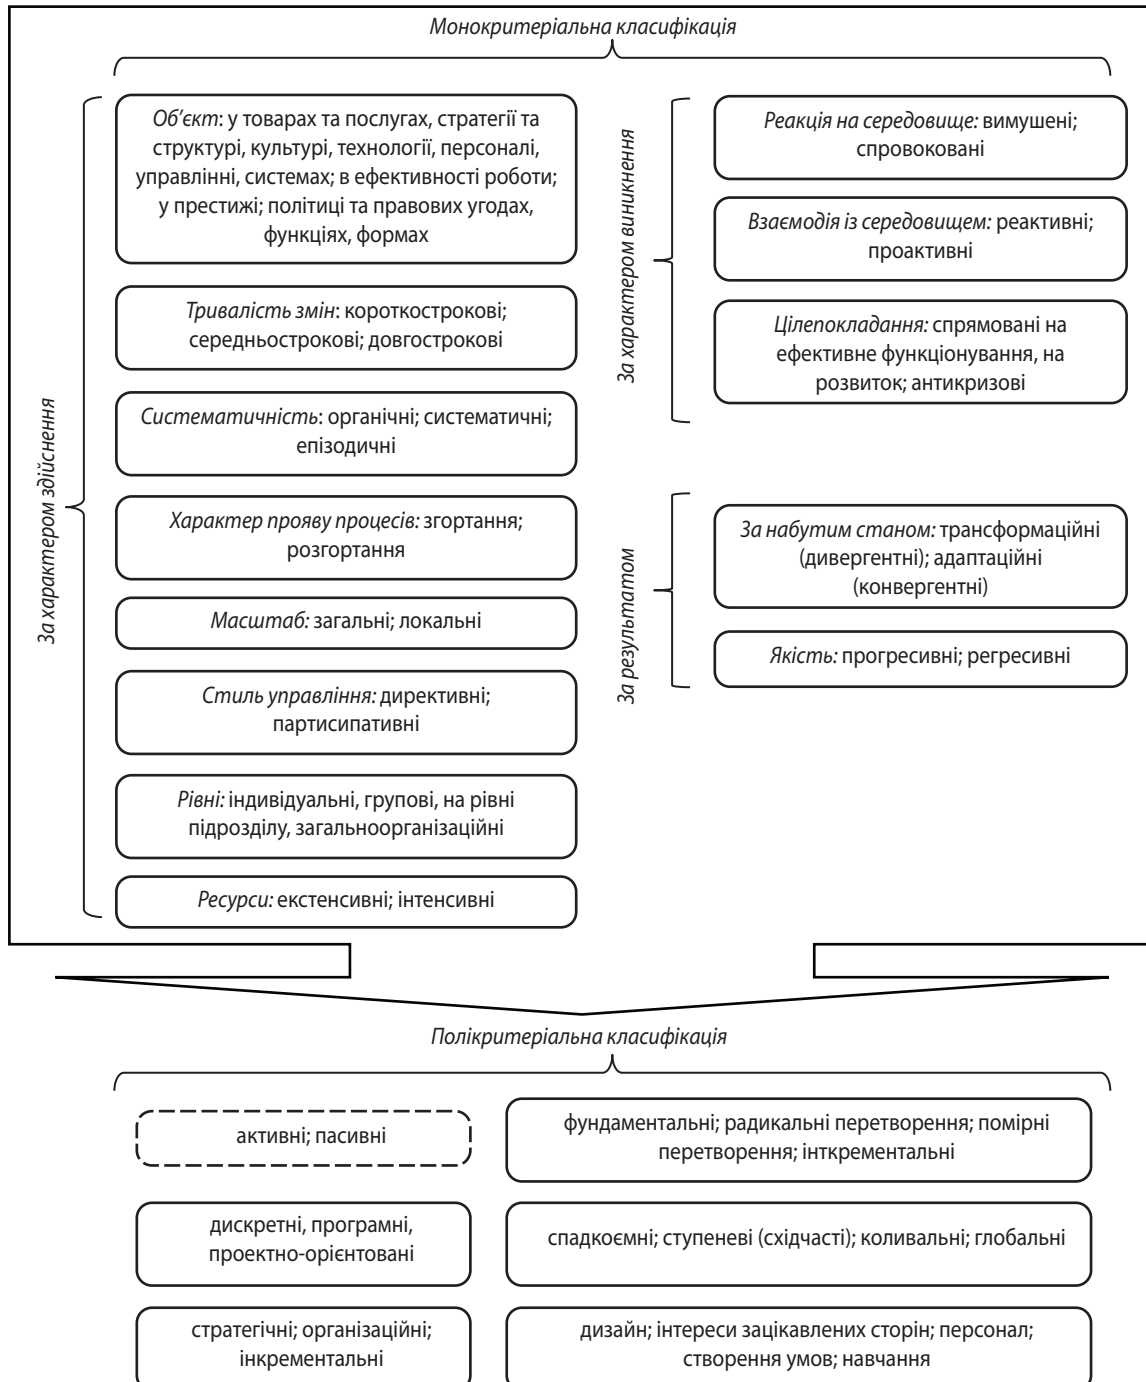 Монокритеріальна класифікація
За характером здійснення
Об’єкт: у товарах та послугах, стратегії та
структурі, культурі, технології, персоналі,
управлінні, системах; в ефективності роботи;
у престижі; політиці та правових угодах,
функціях, формах
Тривалість змін: короткострокові;
середньострокові; довгострокові
Систематичність: органічні; систематичні;
епізодичні
Характер прояву процесів: згортання;
розгортання
Масштаб: загальні; локальні
Стиль управління: директивні;
партисипативні
Рівні: індивідуальні, групові, на рівні
підрозділу, загальноорганізаційні
Ресурси: екстенсивні; інтенсивні
За характером виникнення
Реакція на середовище: вимушені;
спровоковані
Взаємодія із середовищем: реактивні;
проактивні
Цілепокладання: спрямовані на
ефективне функціонування, на
розвиток; антикризові
За результатом
За набутим станом: трансформаційні
(дивергентні); адаптаційні
(конвергентні)
Якість: прогресивні; регресивні
Полікритеріальна класифікація
активні; пасивні
фундаментальні; радикальні перетворення; помірні
перетворення; інткрементальні
дискретні, програмні,
проектно-орієнтовані
спадкоємні; ступеневі (східчасті); коливальні; глобальні
стратегічні; організаційні;
інкрементальні
дизайн; інтереси зацікавлених сторін; персонал;
створення умов; навчання